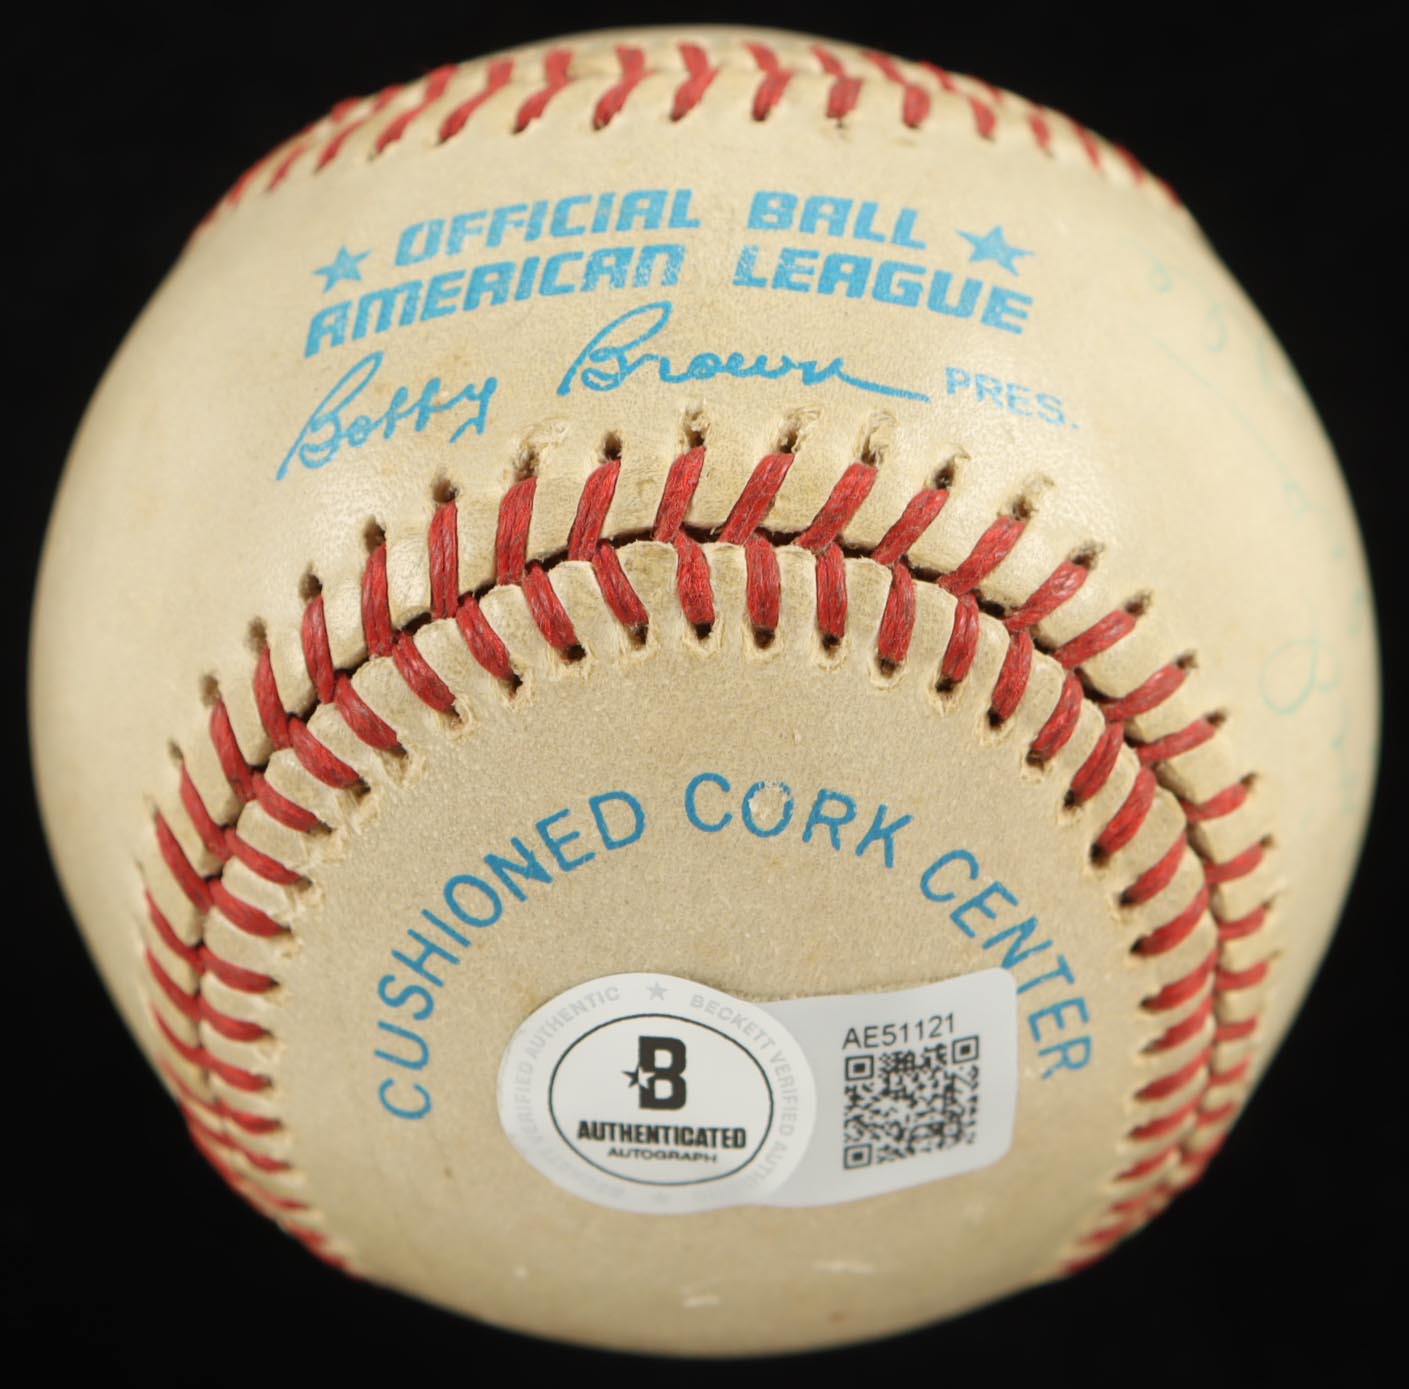 ★ OFFICIAL BALL ★
AMERICAN LEAGUE
Bobby Brown PRES.
CUSHIONED CORK CENTER
BECKETT VERIFIED AUTHENTIC ★
B
AUTHENTICATED
AUTOGRAPH
AE51121